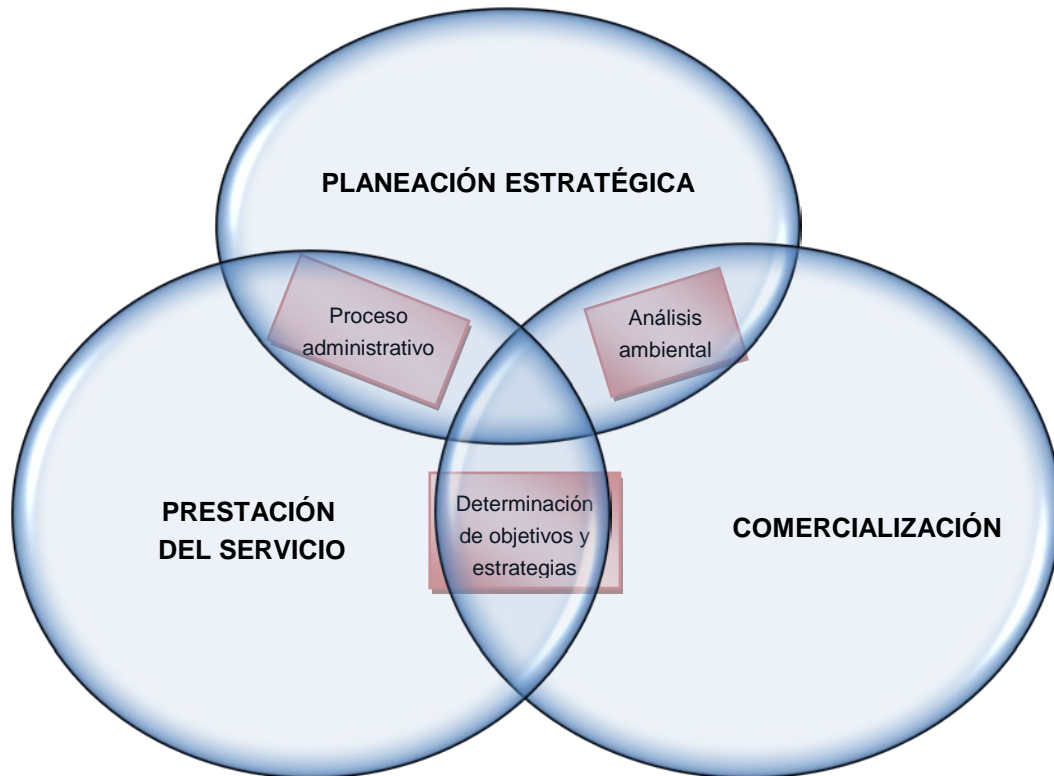 PLANEACIÓN ESTRATÉGICA
Proceso
administrativo
Análisis
ambiental
PRESTACIÓN
DEL SERVICIO
Determinación
de objetivos y
estrategias
COMERCIALIZACIÓN